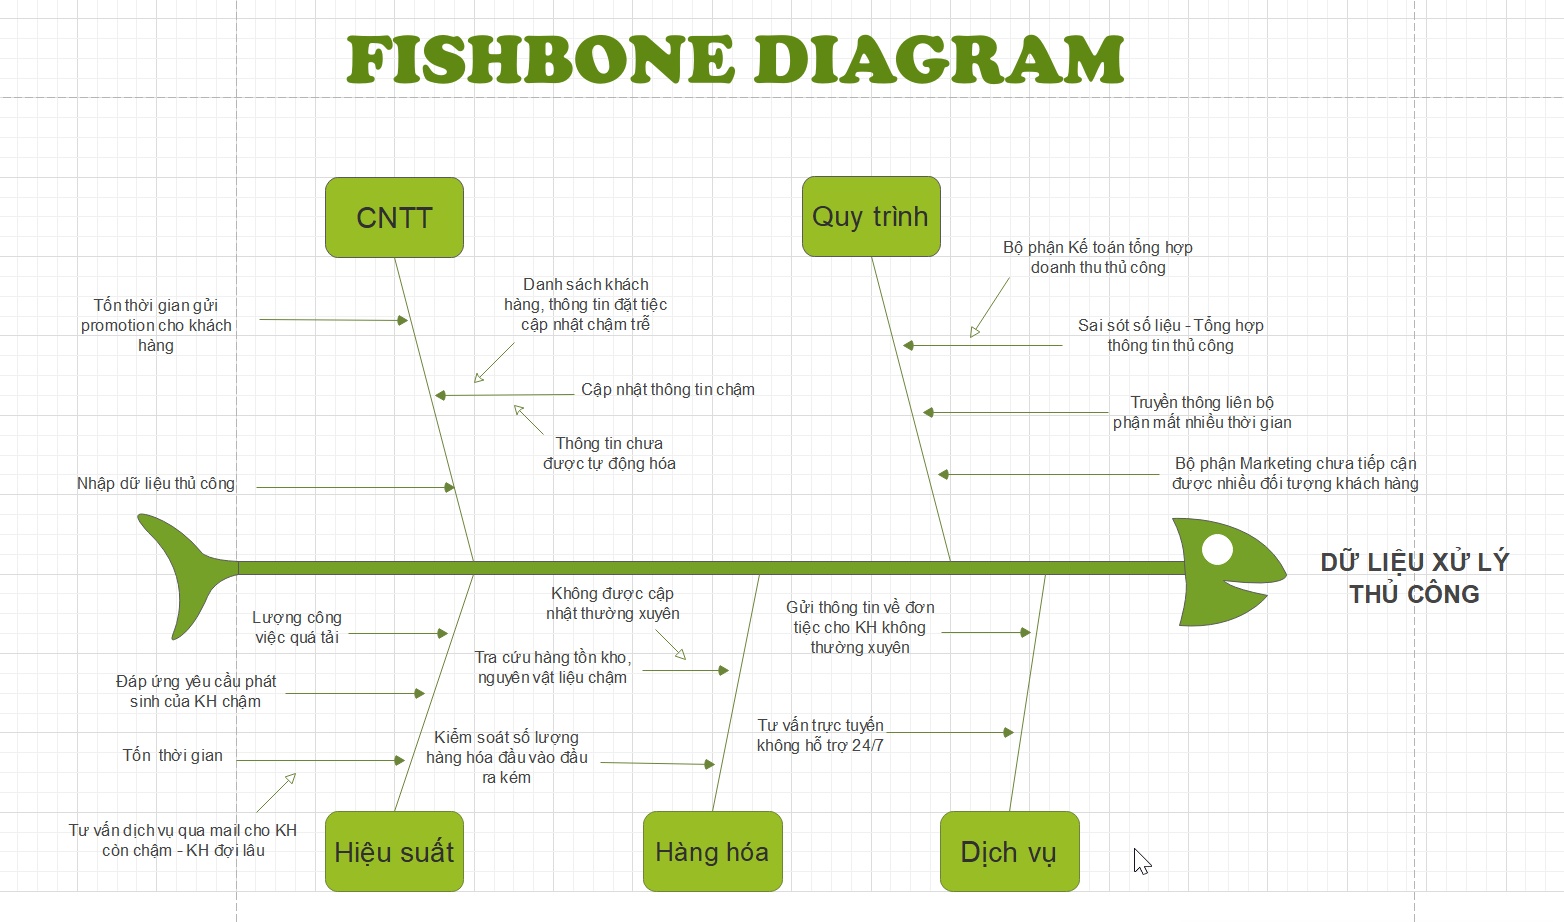 FISHBONE DIAGRAM
CNTT
Quy trình
Tốn thời gian gửi
promotion cho khách
hàng
Danh sách khách
hàng, thông tin đặt tiệc
cập nhật chậm trễ
Cập nhật thông tin chậm
Thông tin chưa
được tự động hóa
Nhập dữ liệu thủ công
Bộ phận Kế toán tổng hợp
doanh thu thủ công
Sai sót số liệu - Tổng hợp
thông tin thủ công
Truyền thông liên bộ
phận mất nhiều thời gian
Bộ phận Marketing chưa tiếp cận
được nhiều đối tượng khách hàng
DỮ LIỆU XỬ LÝ
THỦ CÔNG
Lượng công
việc quá tải
Đáp ứng yêu cầu phát
sinh của KH chậm
Tốn thời gian
Tư vấn dịch vụ qua mail cho KH
còn chậm - KH đợi lâu
Không được cập
nhật thường xuyên
Tra cứu hàng tồn kho,
nguyên vật liệu chậm
Kiểm soát số lượng
hàng hóa đầu vào đầu
ra kém
Gửi thông tin về đơn
tiệc cho KH không
thường xuyên
Tư vấn trực tuyến
không hỗ trợ 24/7
Hiệu suất
Hàng hóa
Dịch vụ